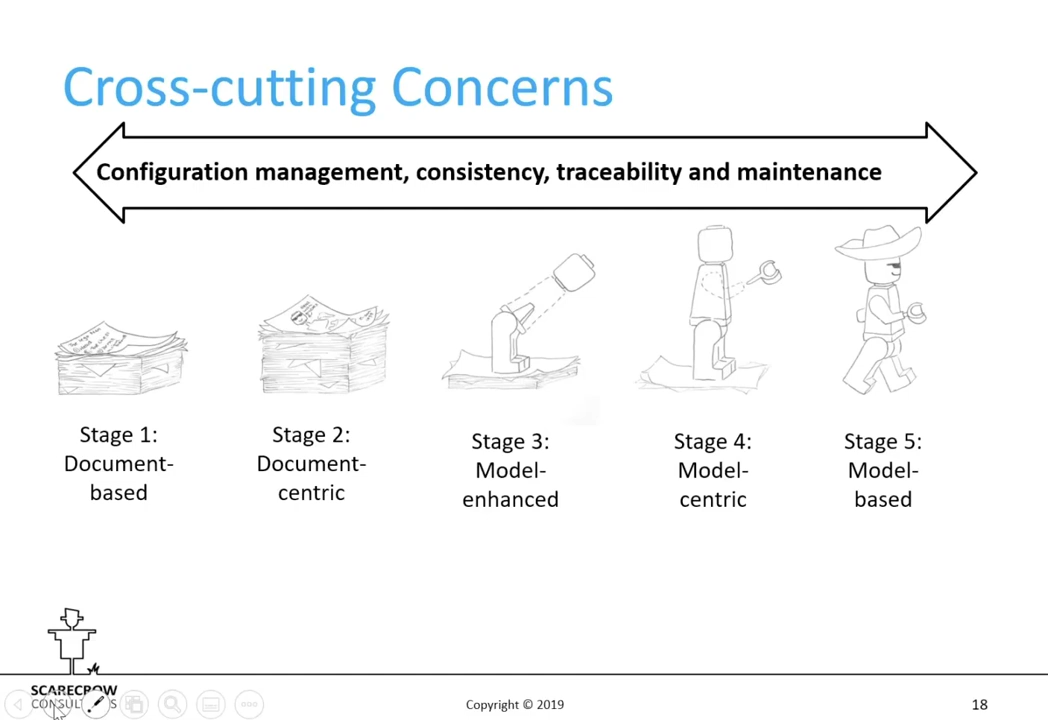 Cross-cutting Concerns
Configuration management, consistency, traceability and maintenance
Stage 1:
Document-
based
Stage 2:
Document-
centric
Stage 3:
Model-
enhanced
Stage 4:
Model-
centric
Stage 5:
Model-
based
SCARECROW
Copyright © 2019
18